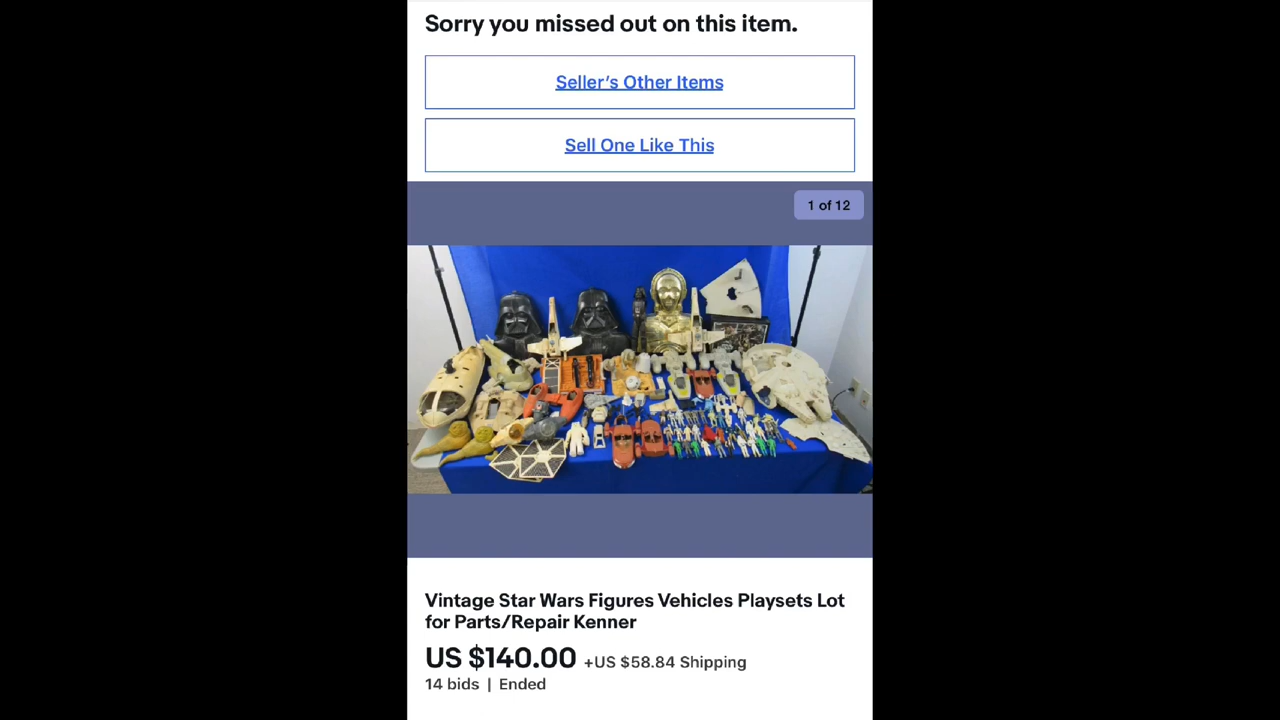 Sorry you missed out on this item.
Seller's Other Items
Sell One Like This
1 of 12
Vintage Star Wars Figures Vehicles Playsets Lot
for Parts/Repair Kenner
US $140.00 +US $58.84 Shipping
14 bids | Ended